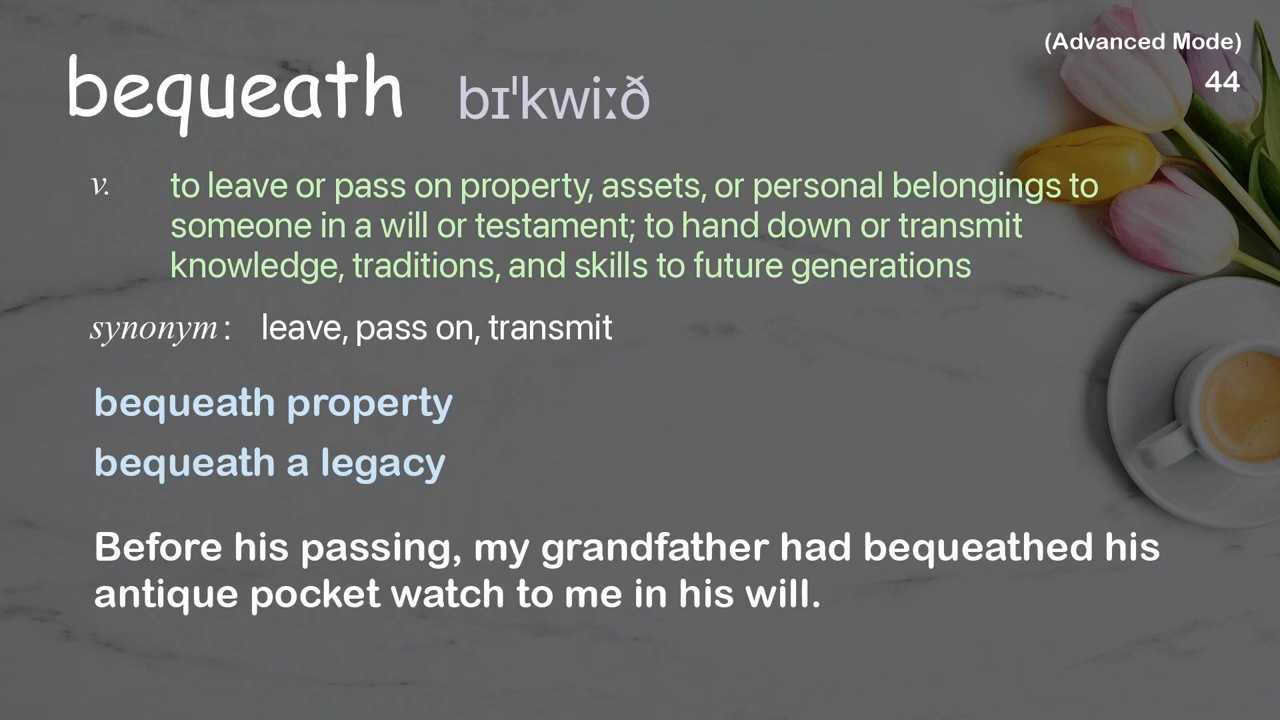 (Advanced Mode)
44
bequeath bɪˈkwiːð
v. to leave or pass on property, assets, or personal belongings to
someone in a will or testament; to hand down or transmit
knowledge, traditions, and skills to future generations
synonym: leave, pass on, transmit
bequeath property
bequeath a legacy
Before his passing, my grandfather had bequeathed his
antique pocket watch to me in his will.